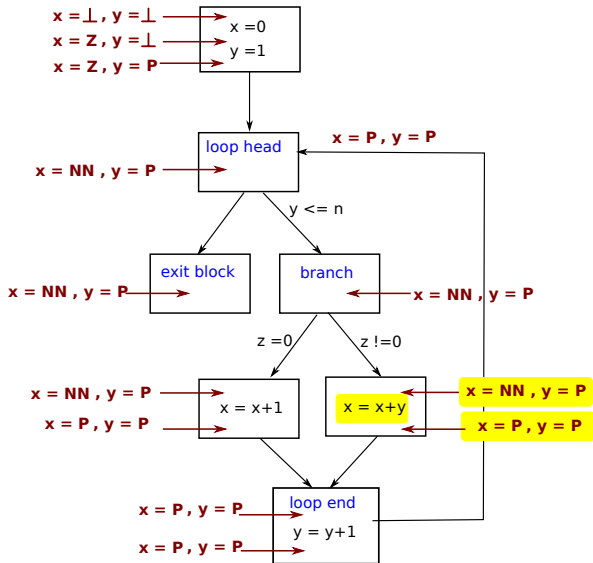 x =⊥ , y =⊥
x = Z, y =⊥
x = Z, y = P
x =0
y =1
loop head
x = P, y = P
x = NN , y = P
y <= n
exit block
branch
x = NN , y = P
x = NN , y = P
z =0
z !=0
x = NN , y = P
x = P , y = P
x = x+1
x = x+y
x = NN , y = P
x = P , y = P
loop end
x = P , y = P
y = y+1
x = P , y = P